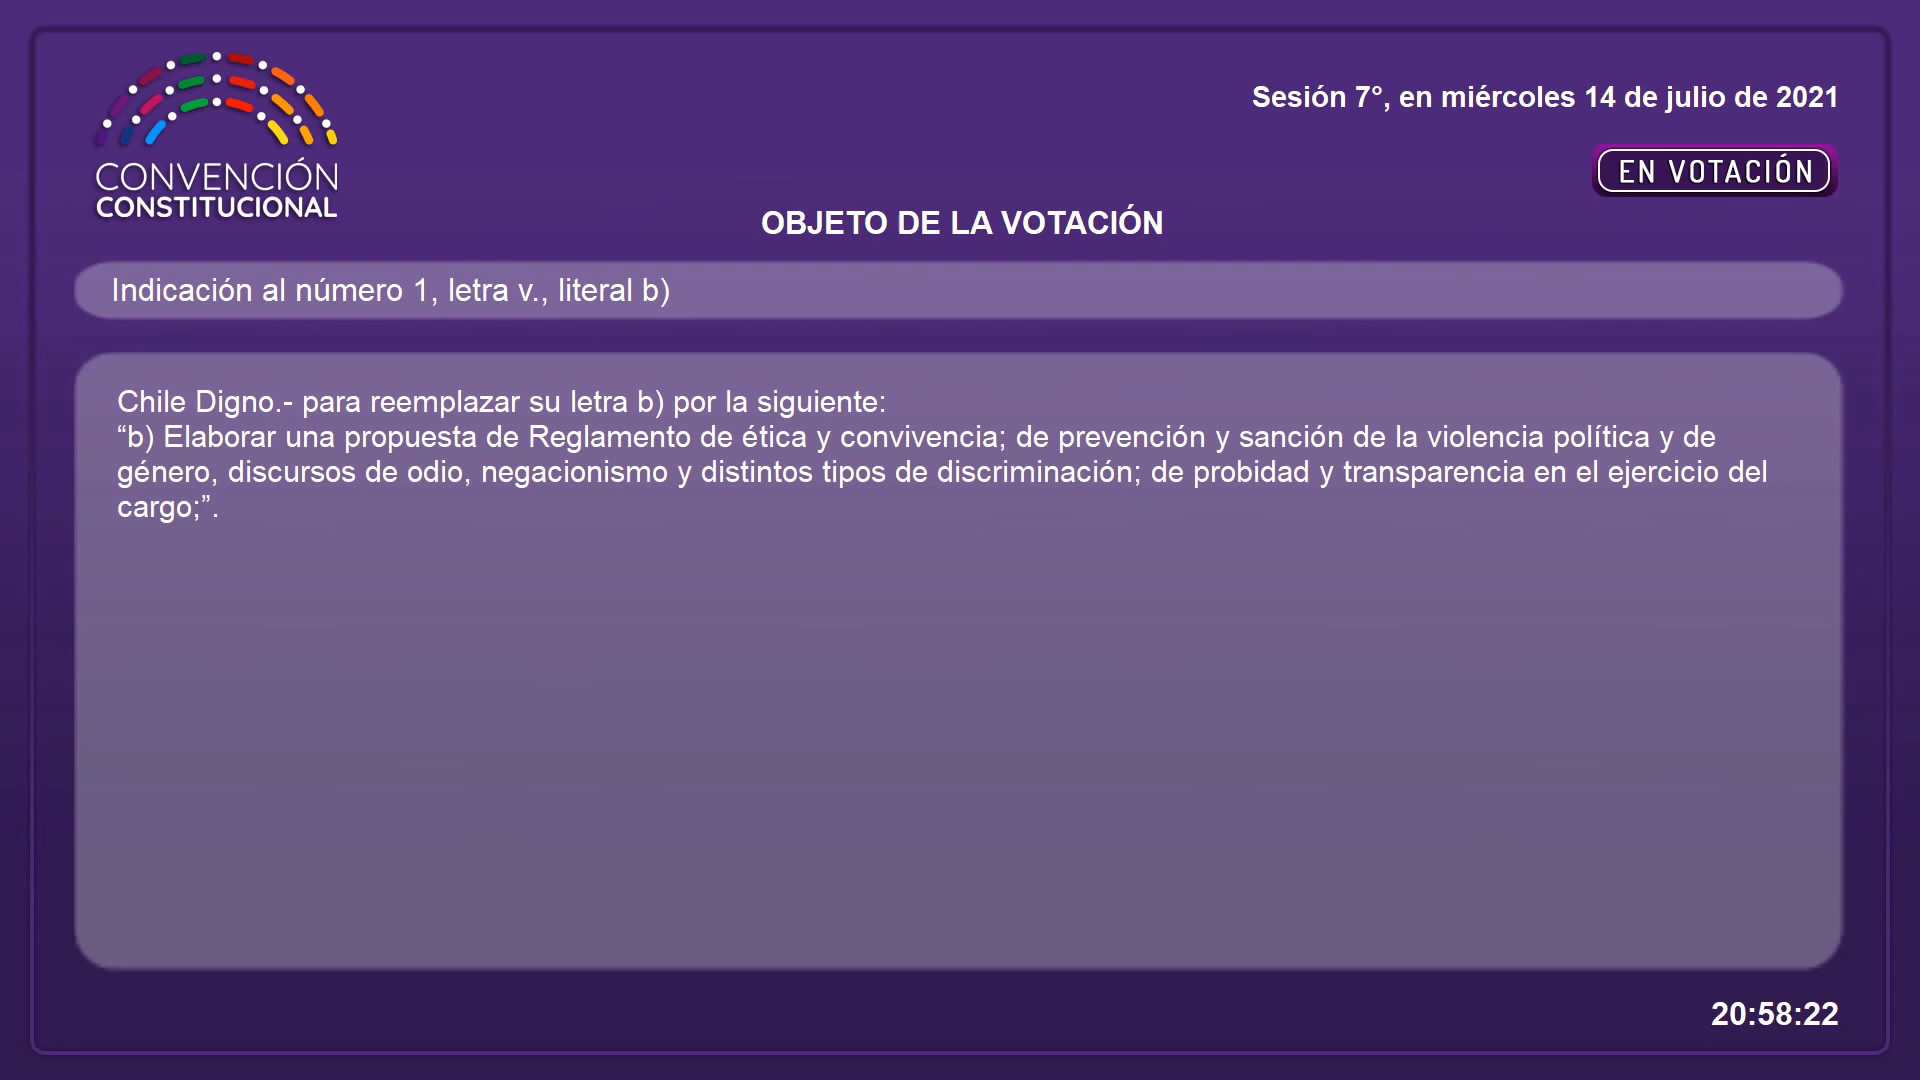 CONVENCIÓN
CONSTITUCIONAL
Sesión 7°, en miércoles 14 de julio de 2021
EN VOTACIÓN
OBJETO DE LA VOTACIÓN
Indicación al número 1, letra v., literal b)
Chile Digno.- para reemplazar su letra b) por la siguiente:
“b) Elaborar una propuesta de Reglamento de ética y convivencia; de prevención y sanción de la violencia política y de
género, discursos de odio, negacionismo y distintos tipos de discriminación; de probidad y transparencia en el ejercicio del
cargo;”.
20:58:22